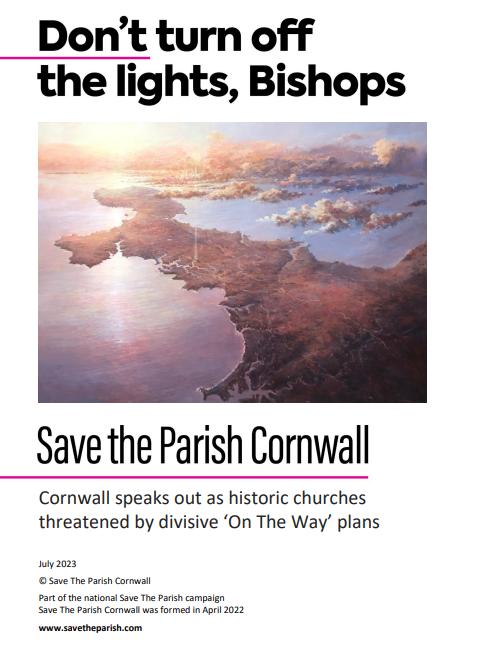 Don’t turn off
the lights, Bishops
Save the Parish Cornwall
Cornwall speaks out as historic churches
threatened by divisive ‘On The Way’ plans
July 2023
© Save The Parish Cornwall
Part of the national Save The Parish campaign
Save The Parish Cornwall was formed in April 2022
www.savetheparish.com